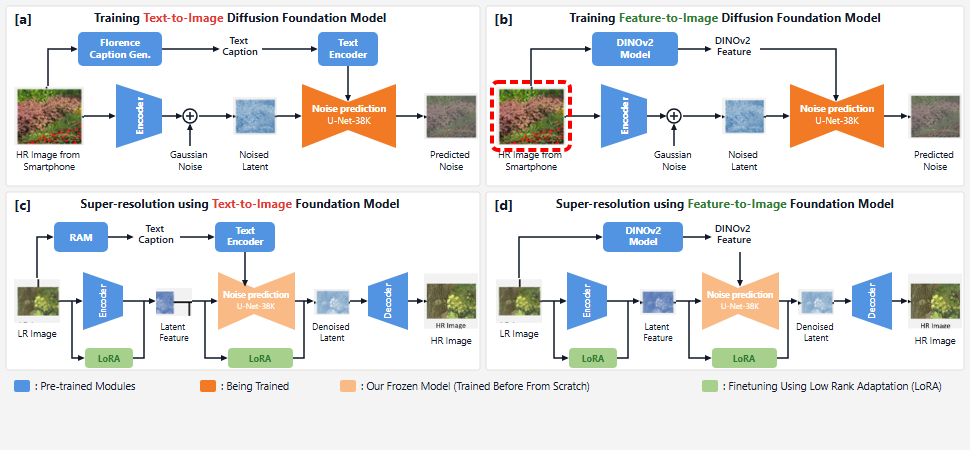 [a] Training Text-to-Image Diffusion Foundation Model
Florence
Caption Gen.
Text
Caption
Text
Encoder
Encoder
Noise prediction
U-Net-38K
HR Image from
Smartphone
Gaussian
Noise
Noised
Latent
Predicted
Noise
[b] Training Feature-to-Image Diffusion Foundation Model
DINOv2
Model
DINOv2
Feature
Encoder
Noise prediction
U-Net-38K
HR Image from
Smartphone
Gaussian
Noise
Noised
Latent
Predicted
Noise
[c] Super-resolution using Text-to-Image Foundation Model
RAM
Text
Caption
Text
Encoder
Encoder
Noise prediction
U-Net-38K
Decoder
LR Image
Latent
Feature
Denoised
Latent
HR Image
HR Image
LoRA
LoRA
[d] Super-resolution using Feature-to-Image Foundation Model
DINOv2
Model
DINOv2
Feature
Encoder
Noise prediction
U-Net-38K
Decoder
LR Image
Latent
Feature
Denoised
Latent
HR Image
HR Image
LoRA
LoRA
: Pre-trained Modules
: Being Trained
: Our Frozen Model (Trained Before From Scratch)
: Finetuning Using Low Rank Adaptation (LoRA)